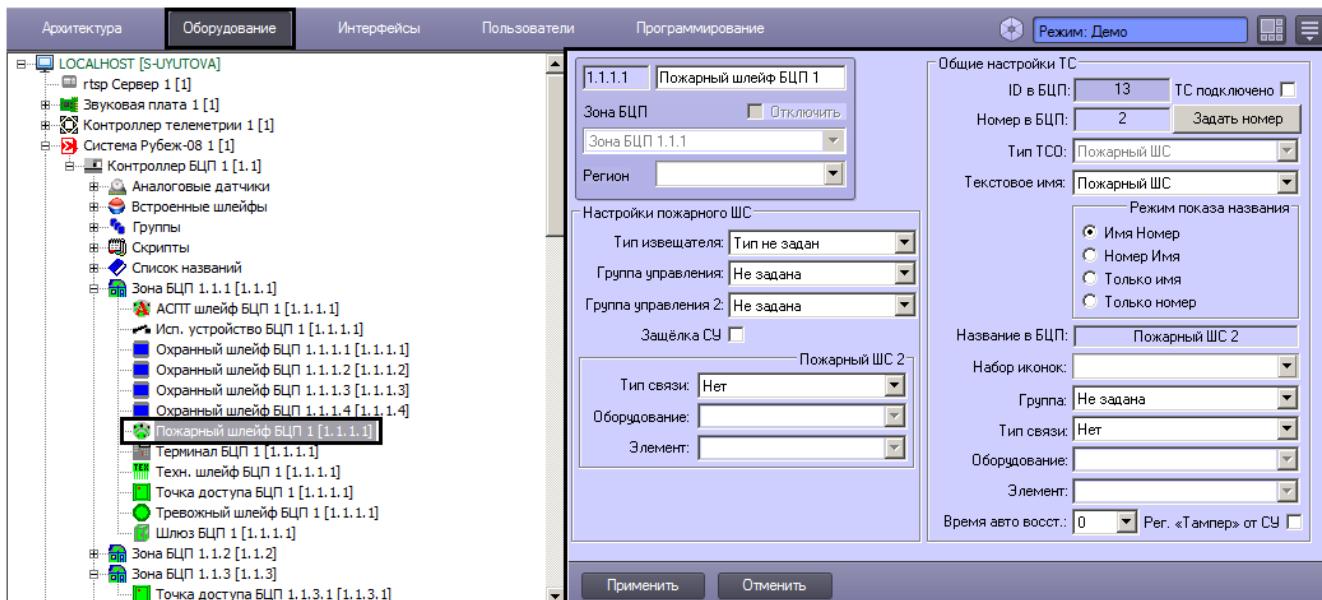 Архитектура Оборудование Интерфейсы Пользователи Программирование Режим: Демо
LOCALHOST [S-UYUTOVA]
rtsp Сервер 1 [1]
Звуковая плата 1 [1]
Контроллер телеметрии 1 [1]
Система Рубеж-08 1 [1]
Контроллер БЦП 1 [1.1]
Аналоговые датчики
Встроенные шлейфы
Группы
Скрипты
Список названий
Зона БЦП 1.1.1 [1.1.1]
АСПТ шлейф БЦП 1 [1.1.1.1]
Исп. устройство БЦП 1 [1.1.1.1]
Охранный шлейф БЦП 1.1.1.1 [1.1.1.1]
Охранный шлейф БЦП 1.1.1.2 [1.1.1.2]
Охранный шлейф БЦП 1.1.1.3 [1.1.1.3]
Охранный шлейф БЦП 1.1.1.4 [1.1.1.4]
Пожарный шлейф БЦП 1 [1.1.1.1]
Терминал БЦП 1 [1.1.1.1]
Техн. шлейф БЦП 1 [1.1.1.1]
Точка доступа БЦП 1 [1.1.1.1]
Тревожный шлейф БЦП 1 [1.1.1.1]
Шлюз БЦП 1 [1.1.1.1]
Зона БЦП 1.1.2 [1.1.2]
Зона БЦП 1.1.3 [1.1.3]
Точка доступа БЦП 1.1.3.1 [1.1.3.1]
1.1.1.1 Пожарный шлейф БЦП 1
Зона БЦП Отключить
Зона БЦП 1.1.1
Регион
Настройки пожарного ШС
Тип извещателя: Тип не задан
Группа управления: Не задана
Группа управления 2: Не задана
Защёлка СУ
Пожарный ШС 2
Тип связи: Нет
Оборудование:
Элемент:
Общие настройки ТС
ID в БЦП: 13 ТС подключено
Номер в БЦП: 2 Задать номер
Тип ТСО: Пожарный ШС
Текстовое имя: Пожарный ШС
Режим показа названия
Имя Номер
Номер Имя
Только имя
Только номер
Название в БЦП: Пожарный ШС 2
Набор иконок:
Группа: Не задана
Тип связи: Нет
Оборудование:
Элемент:
Время авто восст.: 0 Рег. «Тампер» от СУ
Применить Отменить